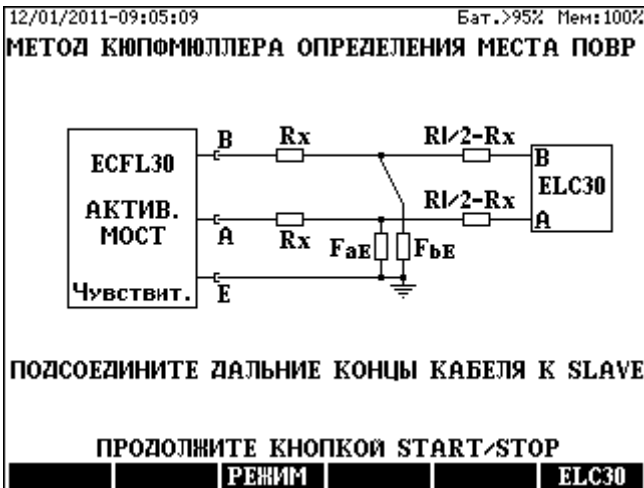 12/01/2011-09:05:09 Бат.>95% Мем:100%
МЕТОД КЮПФМЮЛЛЕРА ОПРЕДЕЛЕНИЯ МЕСТА ПОВР
B Rx Rl/2-Rx B
ECFL30 ELC30
АКТИВ. Rl/2-Rx
МОСТ A Rx A
FaE FbE
Чувствит. E
ПОДСОЕДИНИТЕ ДАЛЬНИЕ КОНЦЫ КАБЕЛЯ К SLAVE
ПРОДОЛЖИТЕ КНОПКОЙ START/STOP
РЕЖИМ ELC30